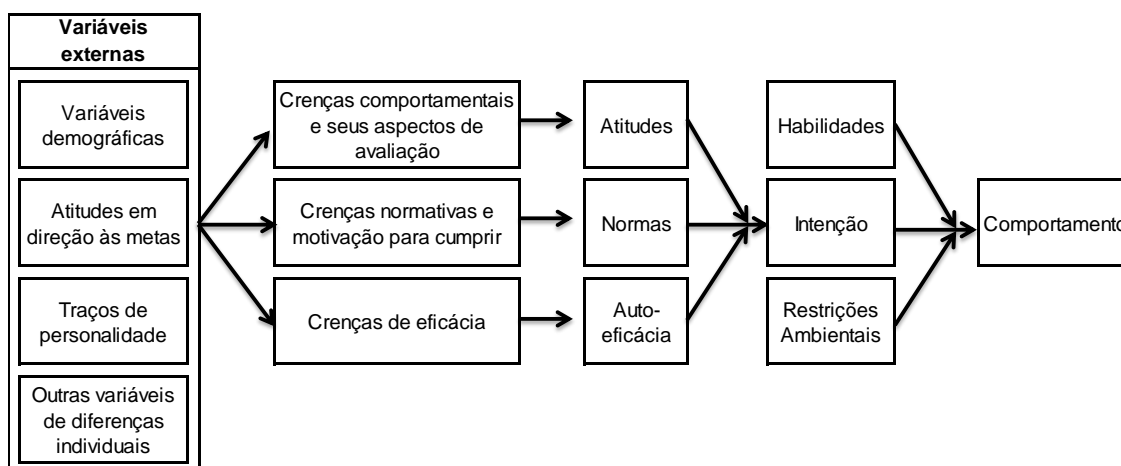 Variáveis
externas
Variáveis
demográficas
Atitudes em
direção às metas
Traços de
personalidade
Outras variáveis
de diferenças
individuais
Crenças comportamentais
e seus aspectos de
avaliação
Crenças normativas e
motivação para cumprir
Crenças de eficácia
Atitudes
Normas
Auto-
eficácia
Habilidades
Intenção
Restrições
Ambientais
Comportamento